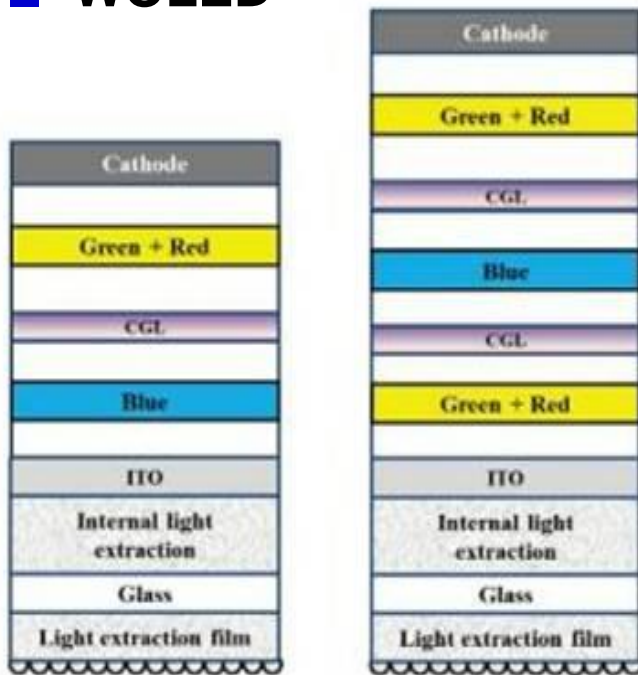 WOLED
Cathode
Green + Red
CGL
Blue
ITO
Internal light
extraction
Glass
Light extraction film
Cathode
Green + Red
CGL
Blue
CGL
Green + Red
ITO
Internal light
extraction
Glass
Light extraction film